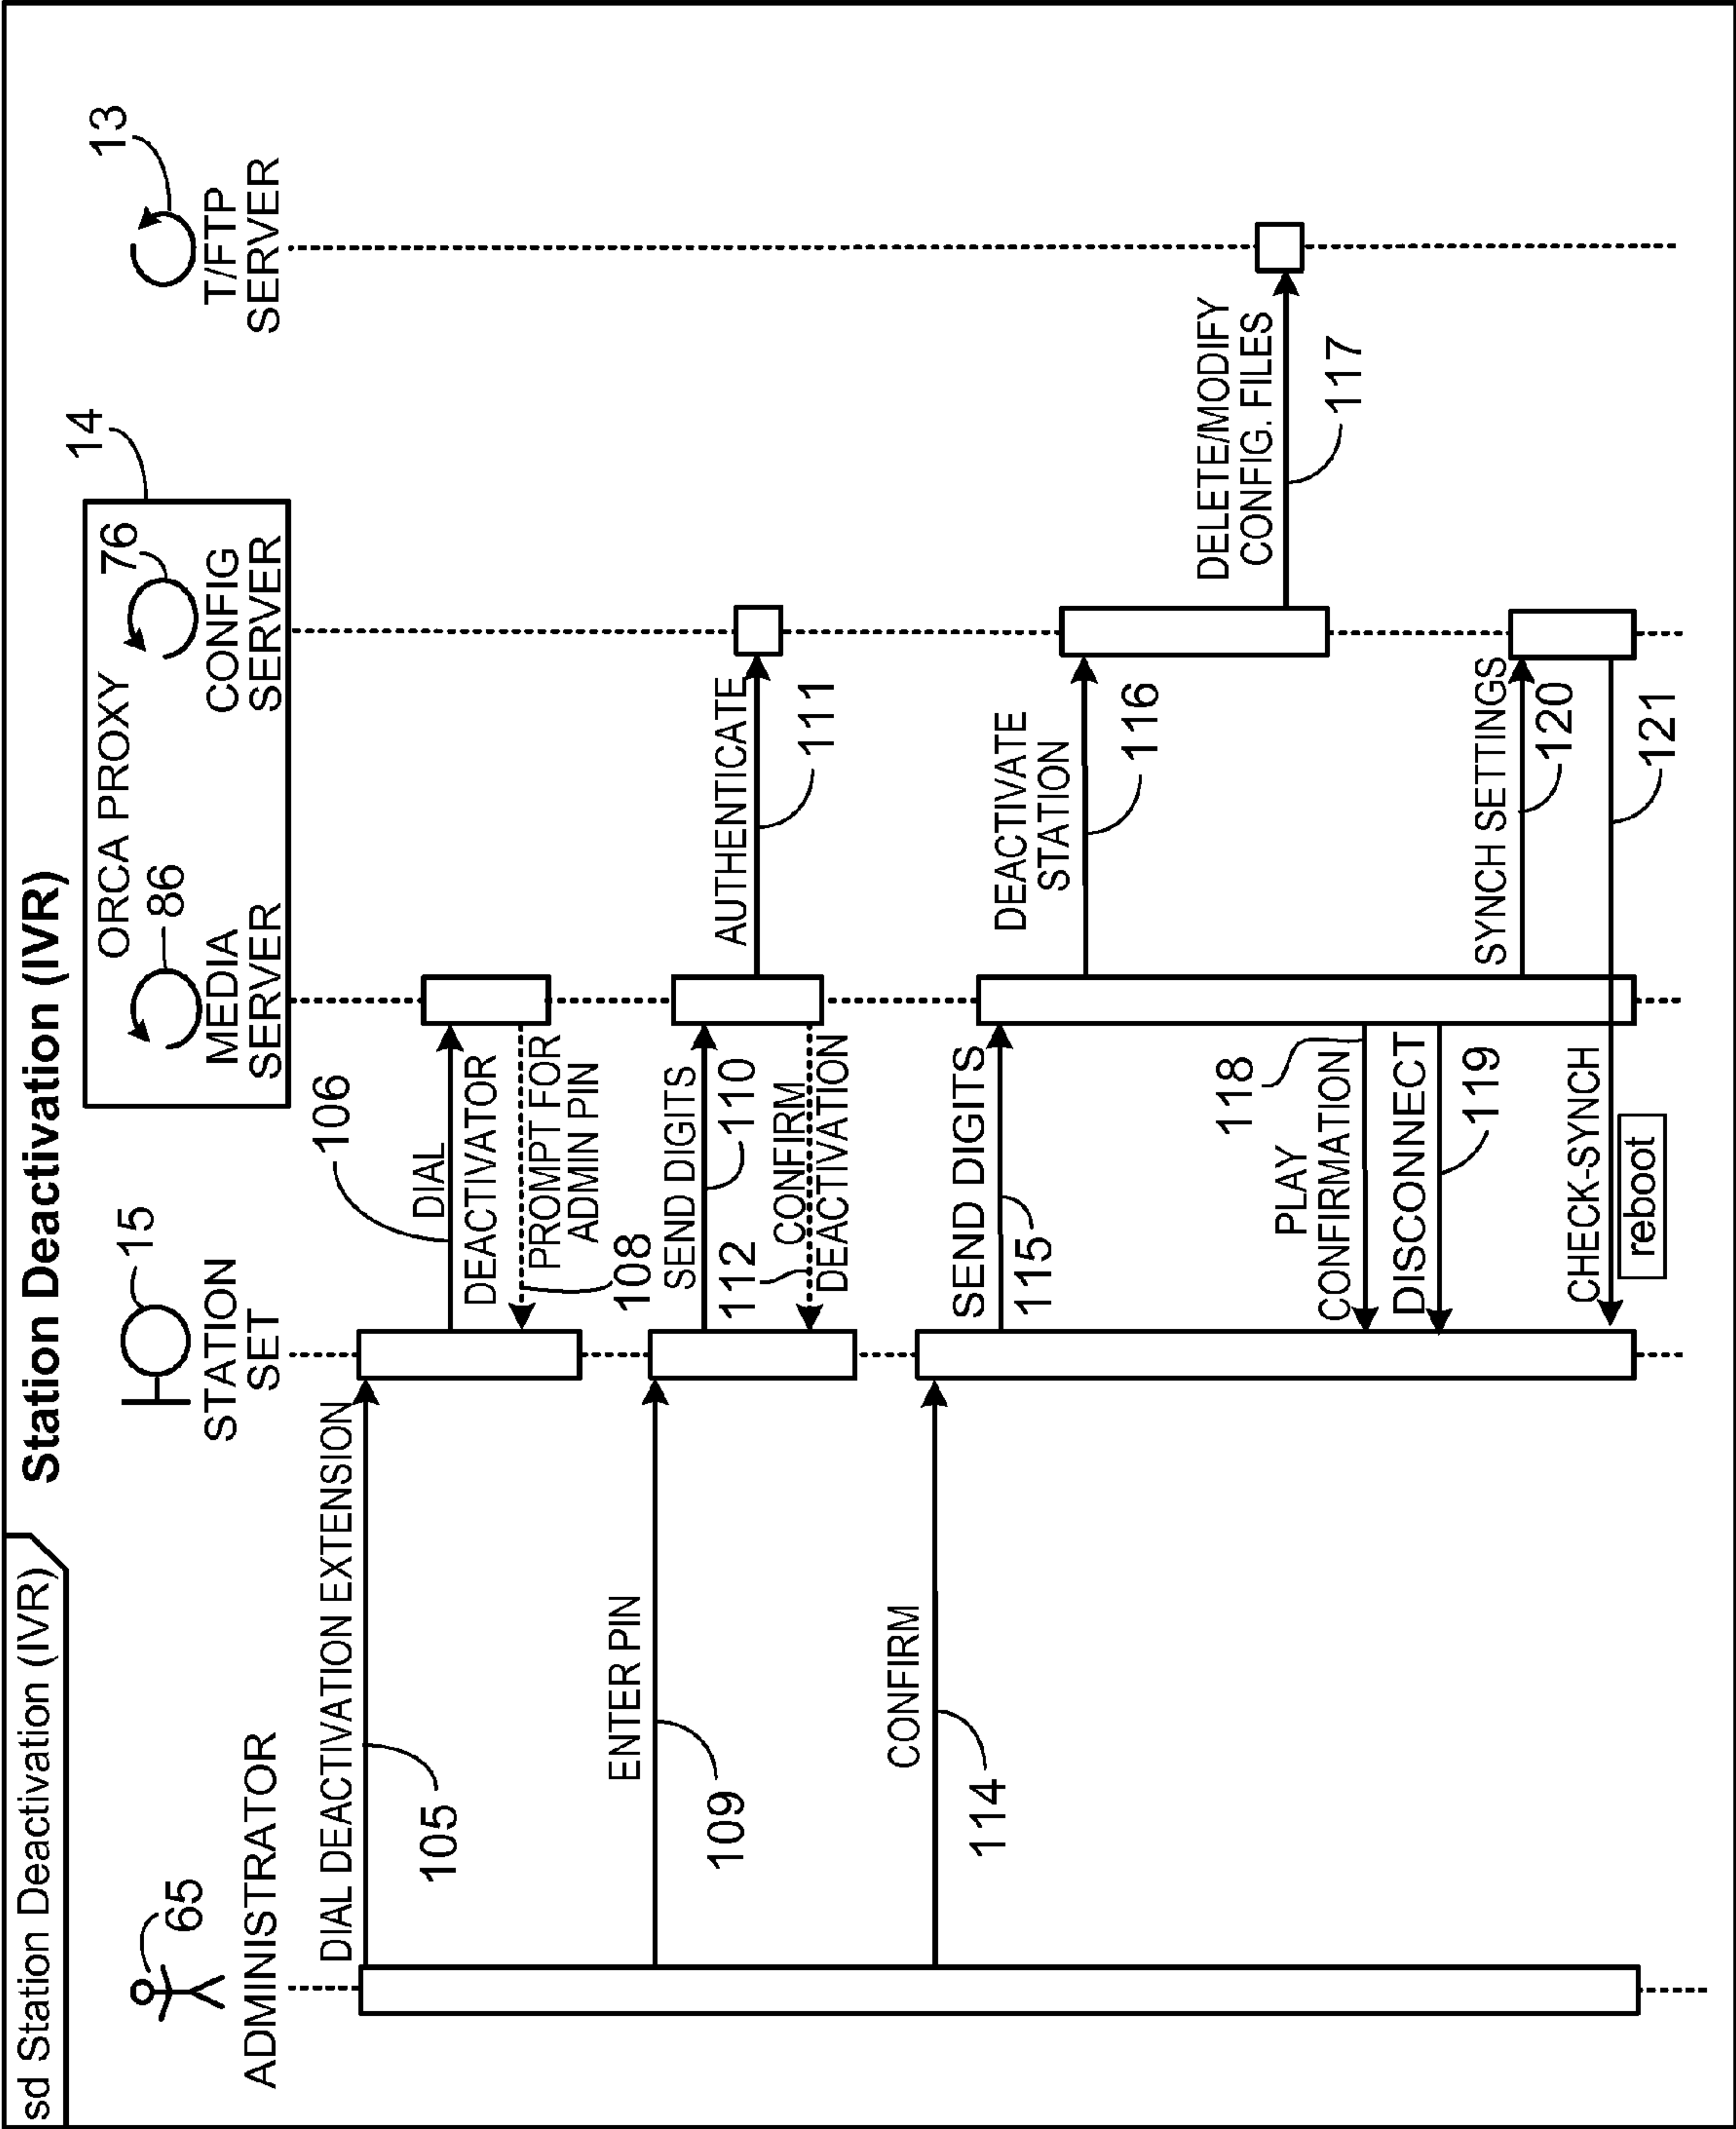 sd Station Deactivation (IVR)
Station Deactivation (IVR)
65
ADMINISTRATOR
15
STATION
SET
14
ORCA PROXY
86
MEDIA
SERVER
76
CONFIG
SERVER
13
T/FTP
SERVER
DIAL DEACTIVATION EXTENSION
105
106
DIAL
DEACTIVATOR
PROMPT FOR
ADMIN PIN
108
ENTER PIN
109
SEND DIGITS
110
AUTHENTICATE
111
112
CONFIRM
DEACTIVATION
CONFIRM
114
SEND DIGITS
115
DEACTIVATE
STATION
116
DELETE/MODIFY
CONFIG. FILES
117
118
PLAY
CONFIRMATION
DISCONNECT
119
SYNCH SETTINGS
120
CHECK-SYNCH
121
reboot